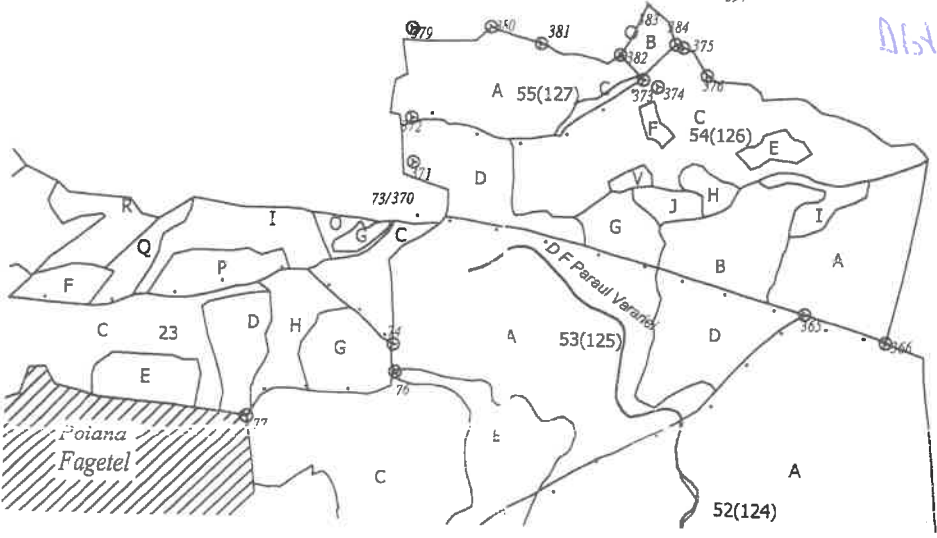 379
380
381
383
384
B
382
375
376
A
55(127)
C
373
374
C
372
F
54(126)
E
371
D
V
H
73/370
J
R
I
O
G
C
G
I
Q
P
B
A
F
D F Paraul
C
23
D
H
A
53(125)
D
365
G
74
366
E
76
77
Poiana
Fagetel
C
A
52(124)